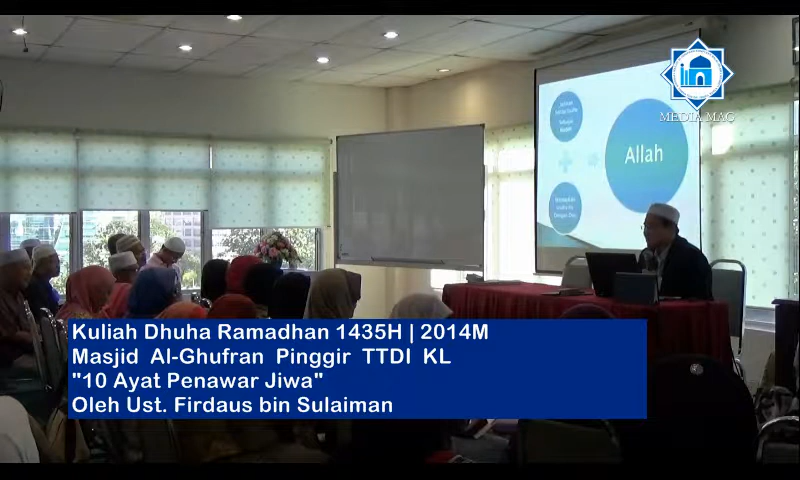 MEDIA MAC
Allah
Kuliah Dhuha Ramadhan 1435H | 2014M
Masjid Al-Ghufran Pinggir TTDI KL
"10 Ayat Penawar Jiwa"
Oleh Ust. Firdaus bin Sulaiman